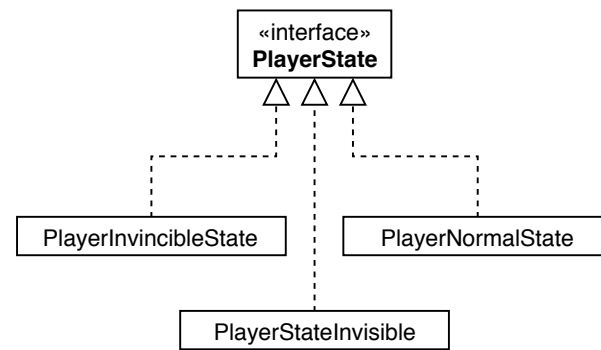 «interface»
PlayerState
PlayerInvincibleState
PlayerNormalState
PlayerStateInvisible